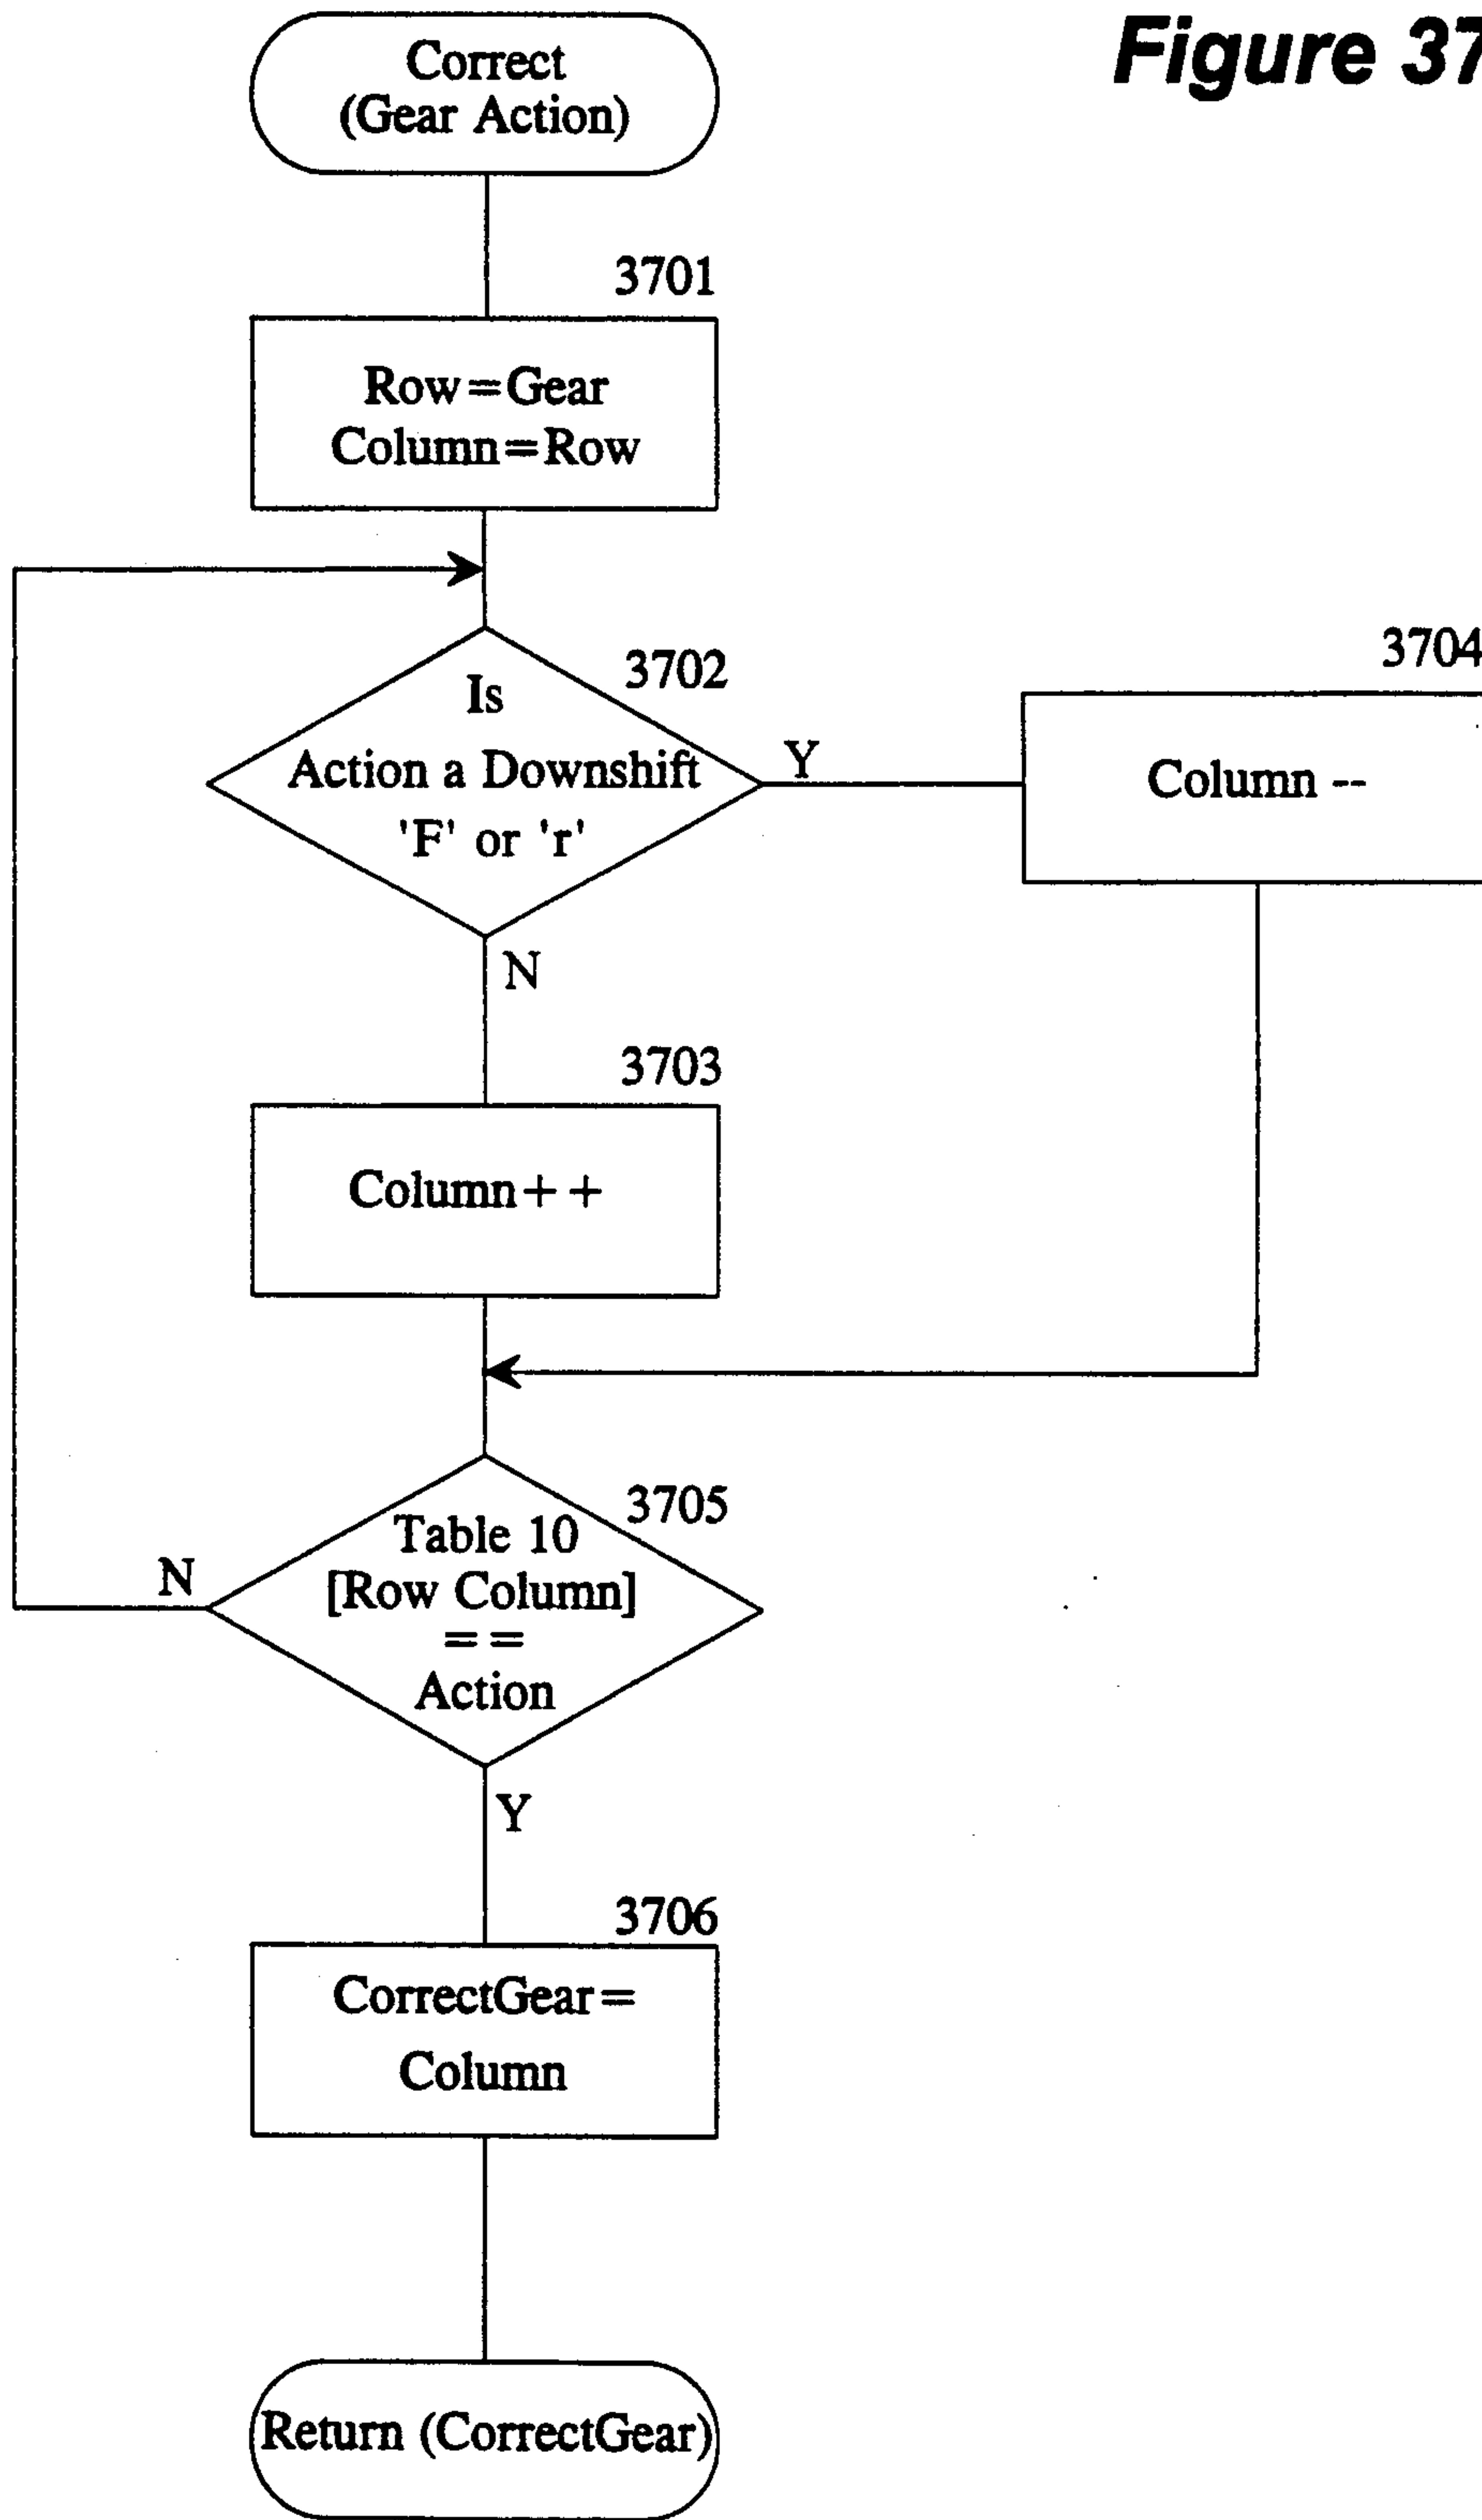 Figure 37
Correct
(Gear Action)
3701
Row=Gear
Column=Row
3702
Is
Action a Downshift
'F' or 'r'
Y
N
3704
Column --
3703
Column++
3705
Table 10
[Row Column]
==
Action
N
Y
3706
CorrectGear=
Column
Return (CorrectGear)